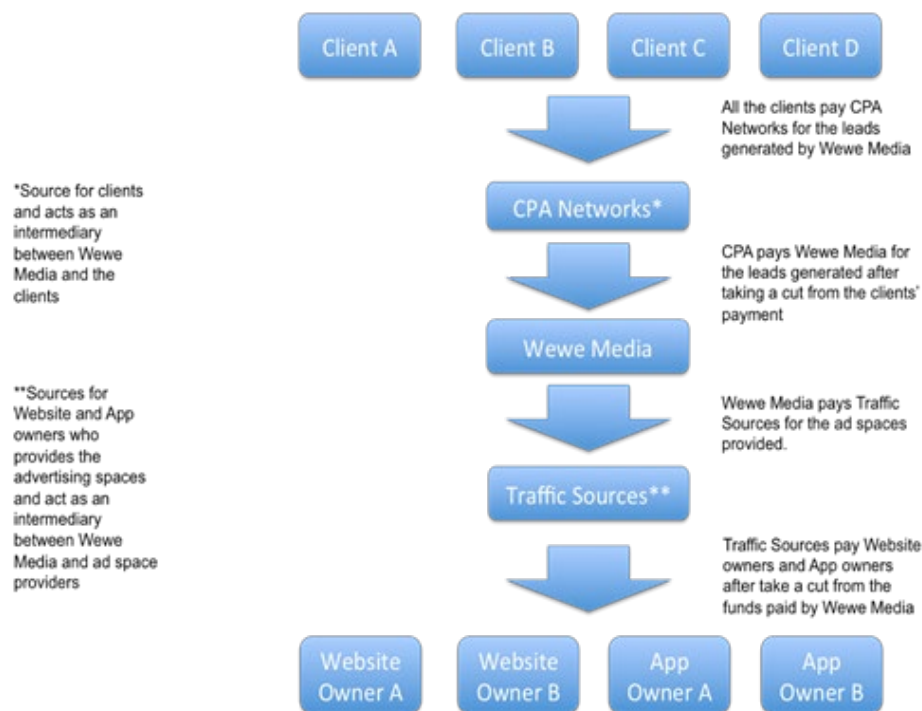 Client A
Client B
Client C
Client D
All the clients pay CPA
Networks for the leads
generated by Wewe Media
*Source for clients
and acts as an
intermediary
between Wewe
Media and the
clients
CPA Networks*
CPA pays Wewe Media for
the leads generated after
taking a cut from the clients'
payment
Wewe Media
**Sources for
Website and App
owners who
provides the
advertising spaces
and act as an
intermediary
between Wewe
Media and ad space
providers
Wewe Media pays Traffic
Sources for the ad spaces
provided.
Traffic Sources**
Traffic Sources pay Website
owners and App owners
after take a cut from the
funds paid by Wewe Media
Website
Owner A
Website
Owner B
App
Owner A
App
Owner B